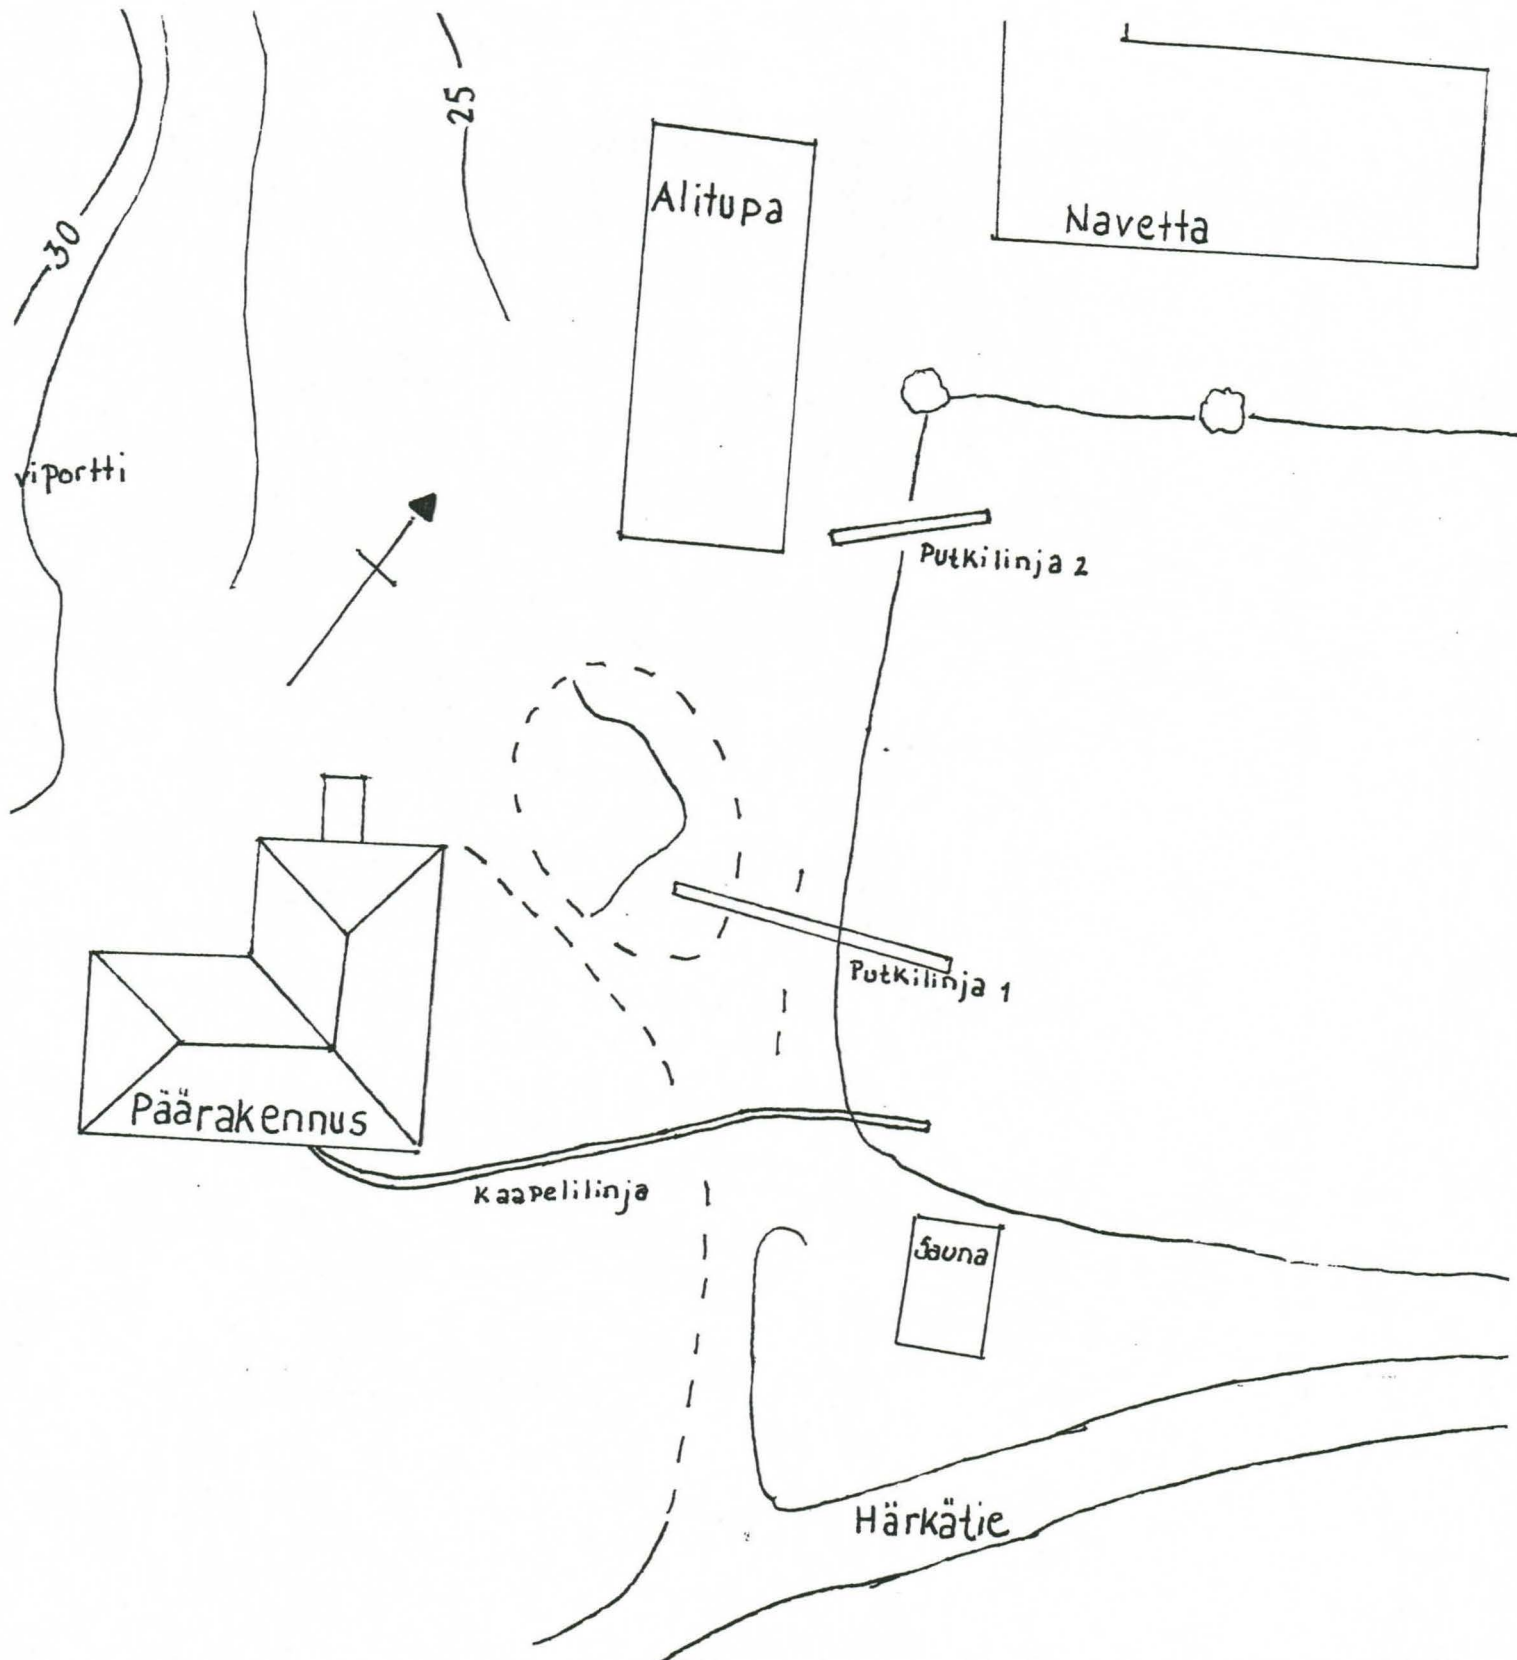 25
Alitupa
Navetta
30
viportti
Putkilinja 2
Putkilinja 1
Päärakennus
Kaapelilinja
Sauna
Härkätie